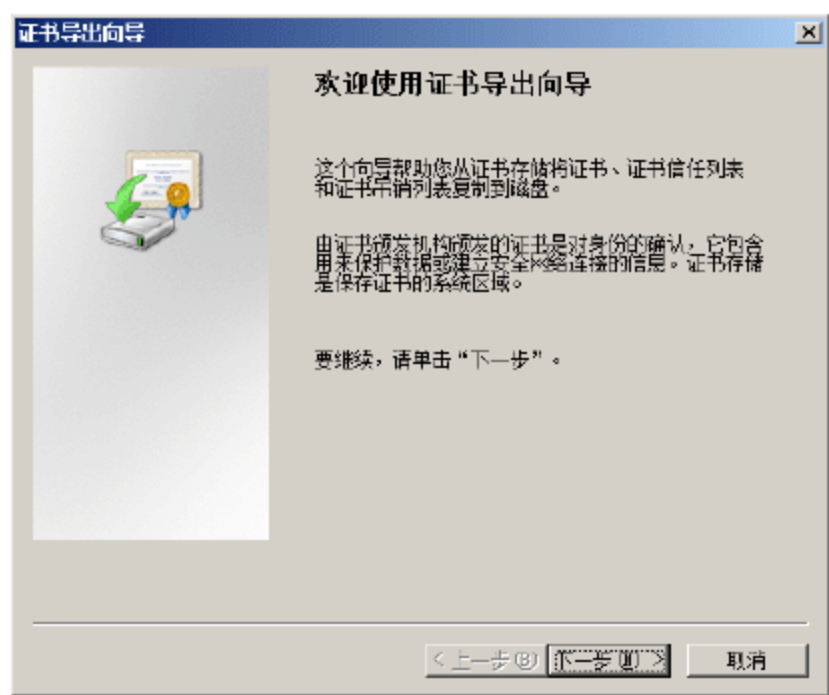 证书导出向导
欢迎使用证书导出向导
这个向导帮助您从证书存储将证书、证书信任列表
和证书吊销列表复制到磁盘。
由证书颁发机构颁发的证书是对身份的确认，它包含
用来保护数据或建立安全网络连接的信息。证书存储
是保存证书的系统区域。
要继续，请单击“下一步”。
< 上一步(B) 下一步(N) > 取消